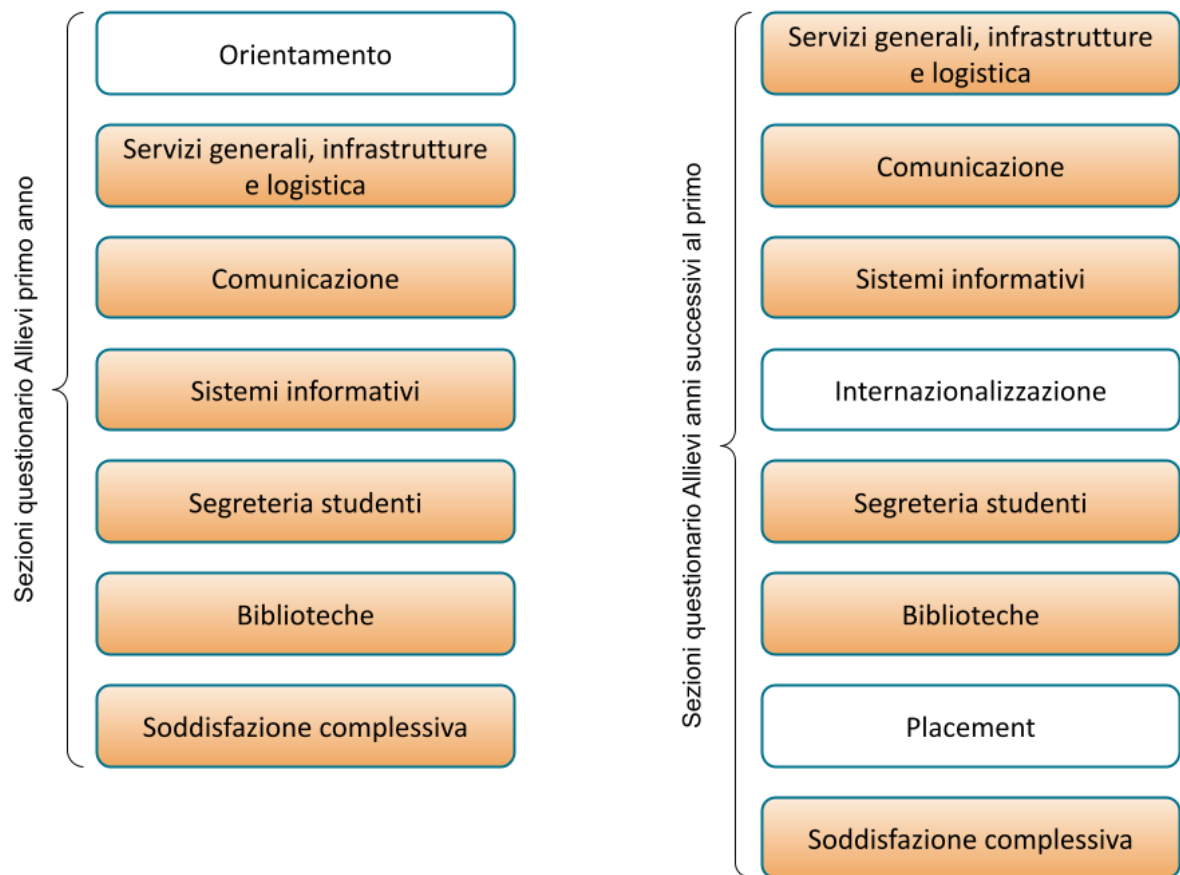 Sezioni questionario Allievi primo anno
Orientamento
Servizi generali, infrastrutture
e logistica
Comunicazione
Sistemi informativi
Segreteria studenti
Biblioteche
Soddisfazione complessiva
Sezioni questionario Allievi anni successivi al primo
Servizi generali, infrastrutture
e logistica
Comunicazione
Sistemi informativi
Internazionalizzazione
Segreteria studenti
Biblioteche
Placement
Soddisfazione complessiva